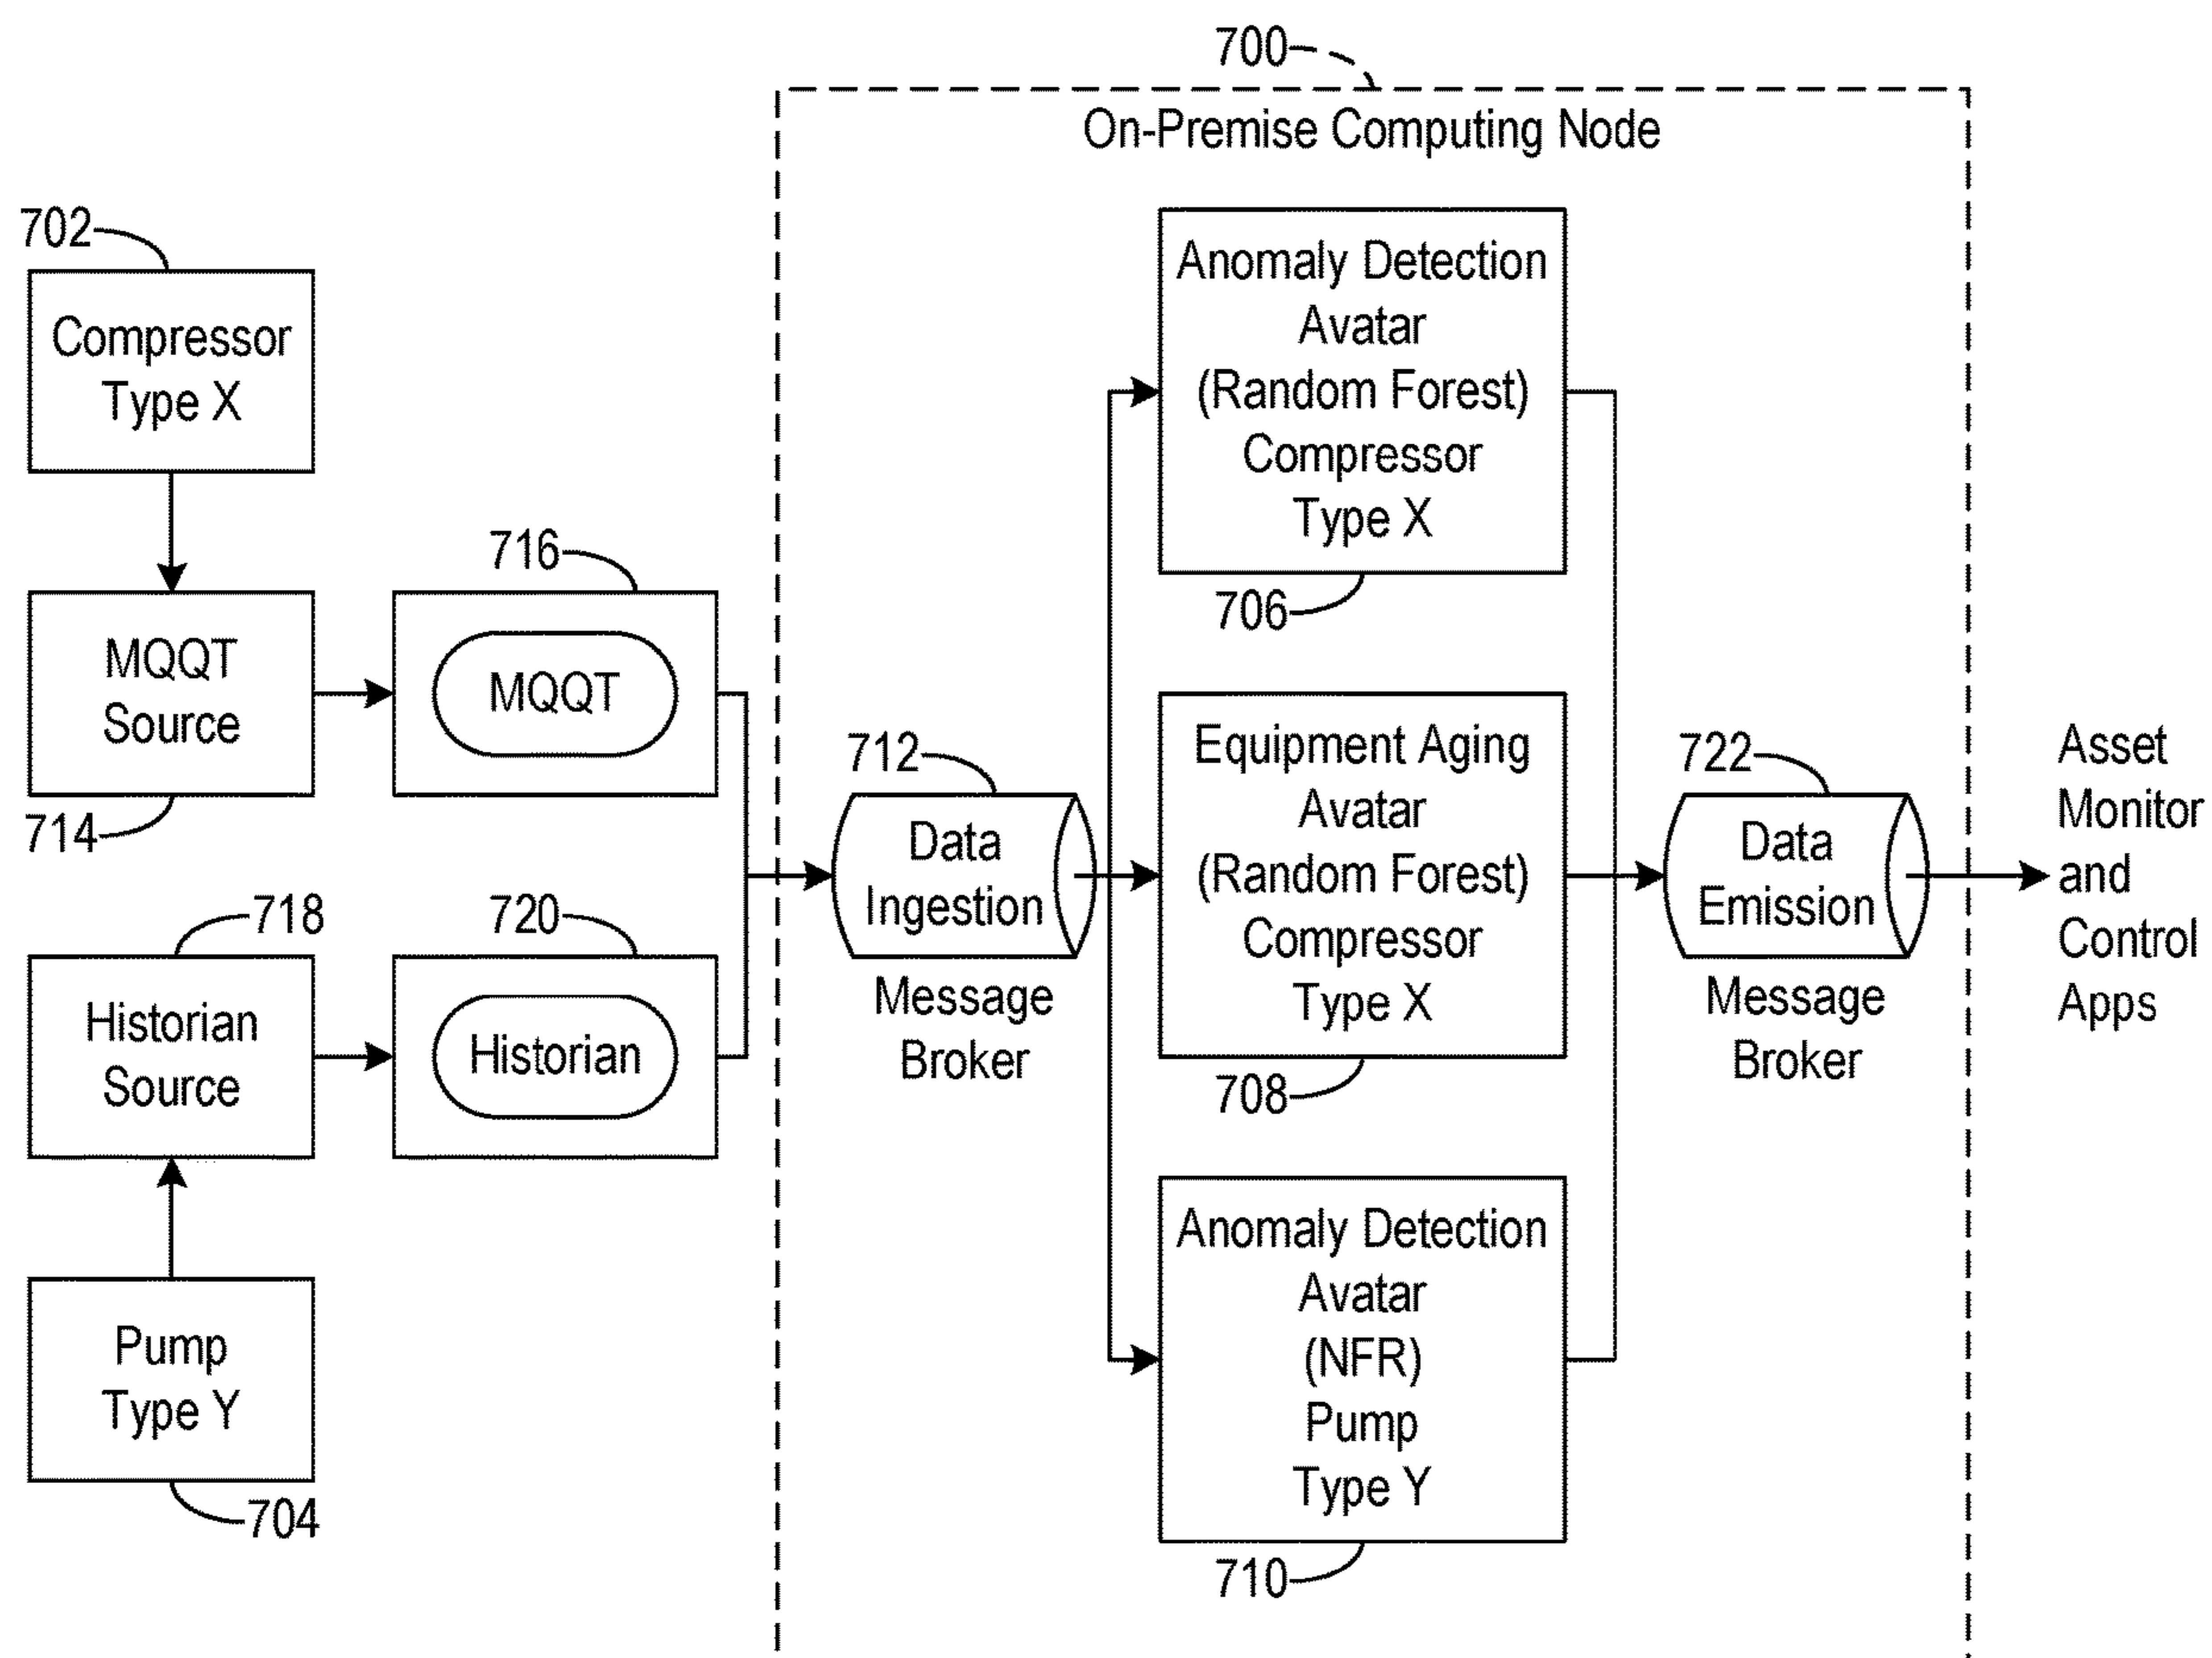 700
On-Premise Computing Node
702
Compressor
Type X
MQQT
Source
714
716
MQQT
718
Historian
Source
720
Historian
Pump
Type Y
704
712
Data
Ingestion
Message
Broker
Anomaly Detection
Avatar
(Random Forest)
Compressor
Type X
706
Equipment Aging
Avatar
(Random Forest)
Compressor
Type X
708
Anomaly Detection
Avatar
(NFR)
Pump
Type Y
710
722
Data
Emission
Message
Broker
Asset
Monitor
and
Control
Apps